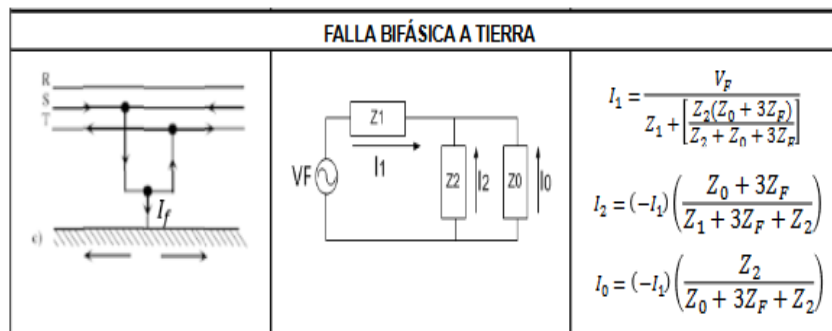 FALLA BIFÁSICA A TIERRA
R
S
T
I_f
c)
Z1
I1
VF
Z2
I2
Z0
I0
I_1 = V_F / (Z_1 + [Z_2(Z_0 + 3Z_F) / (Z_2 + Z_0 + 3Z_F)])
I_2 = (−I_1) ((Z_0 + 3Z_F) / (Z_1 + 3Z_F + Z_2))
I_0 = (−I_1) (Z_2 / (Z_0 + 3Z_F + Z_2))